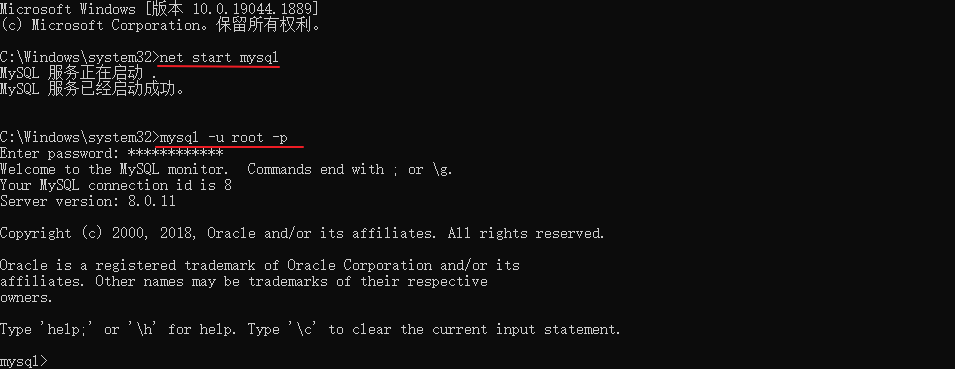 Microsoft Windows [版本 10.0.19044.1889]
(c) Microsoft Corporation。保留所有权利。
C:\Windows\system32>net start mysql
MySQL 服务正在启动 .
MySQL 服务已经启动成功。
C:\Windows\system32>mysql -u root -p
Enter password: ************
Welcome to the MySQL monitor.  Commands end with ; or \g.
Your MySQL connection id is 8
Server version: 8.0.11
Copyright (c) 2000, 2018, Oracle and/or its affiliates. All rights reserved.
Oracle is a registered trademark of Oracle Corporation and/or its
affiliates. Other names may be trademarks of their respective
owners.
Type 'help;' or '\h' for help. Type '\c' to clear the current input statement.
mysql>